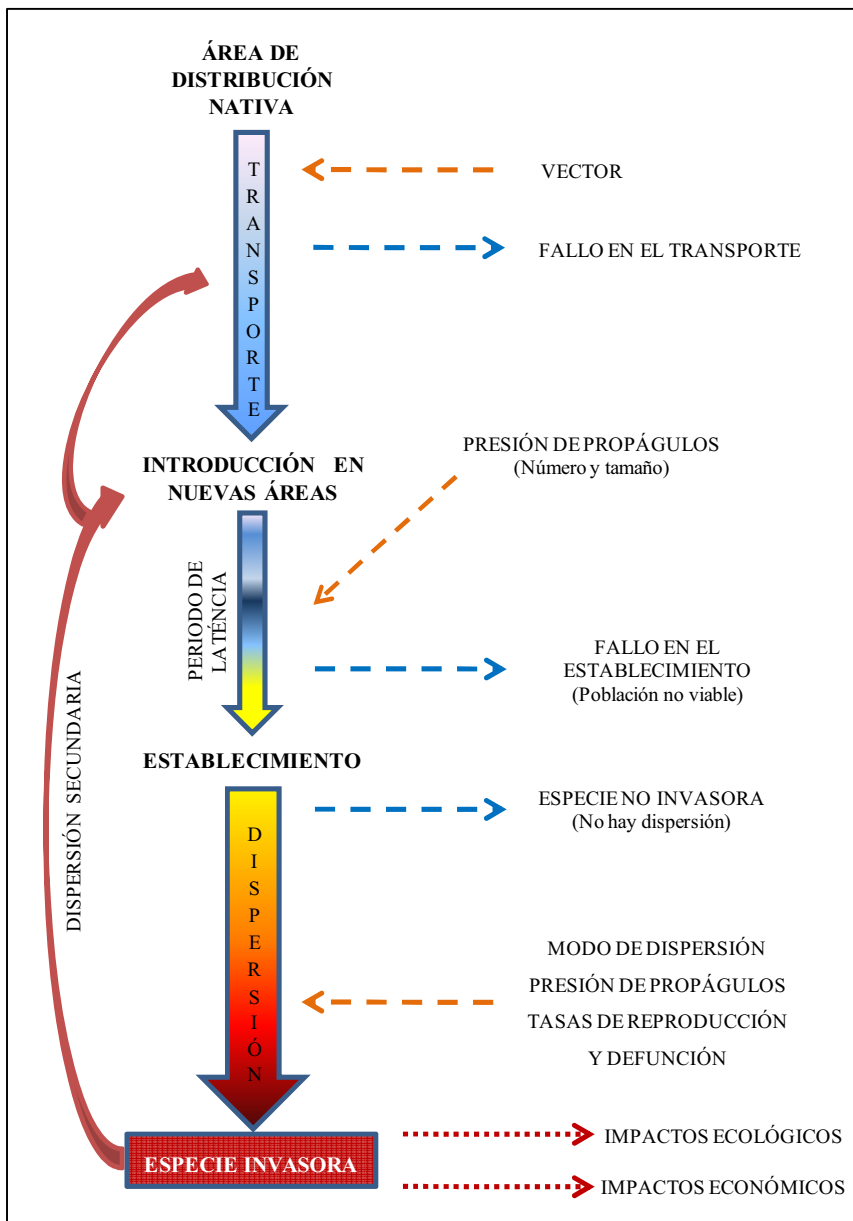 ÁREA DE
DISTRIBUCIÓN
NATIVA
TRANSPORTE
VECTOR
FALLO EN EL TRANSPORTE
INTRODUCCIÓN EN
NUEVAS ÁREAS
PRESIÓN DE PROPÁGULOS
(Número y tamaño)
PERIODO DE
LATÉNCIA
FALLO EN EL
ESTABLECIMIENTO
(Población no viable)
ESTABLECIMIENTO
ESPECIE NO INVASORA
(No hay dispersión)
DISPERSIÓN
MODO DE DISPERSIÓN
PRESIÓN DE PROPÁGULOS
TASAS DE REPRODUCCIÓN
Y DEFUNCIÓN
DISPERSIÓN SECUNDARIA
ESPECIE INVASORA
IMPACTOS ECOLÓGICOS
IMPACTOS ECONÓMICOS